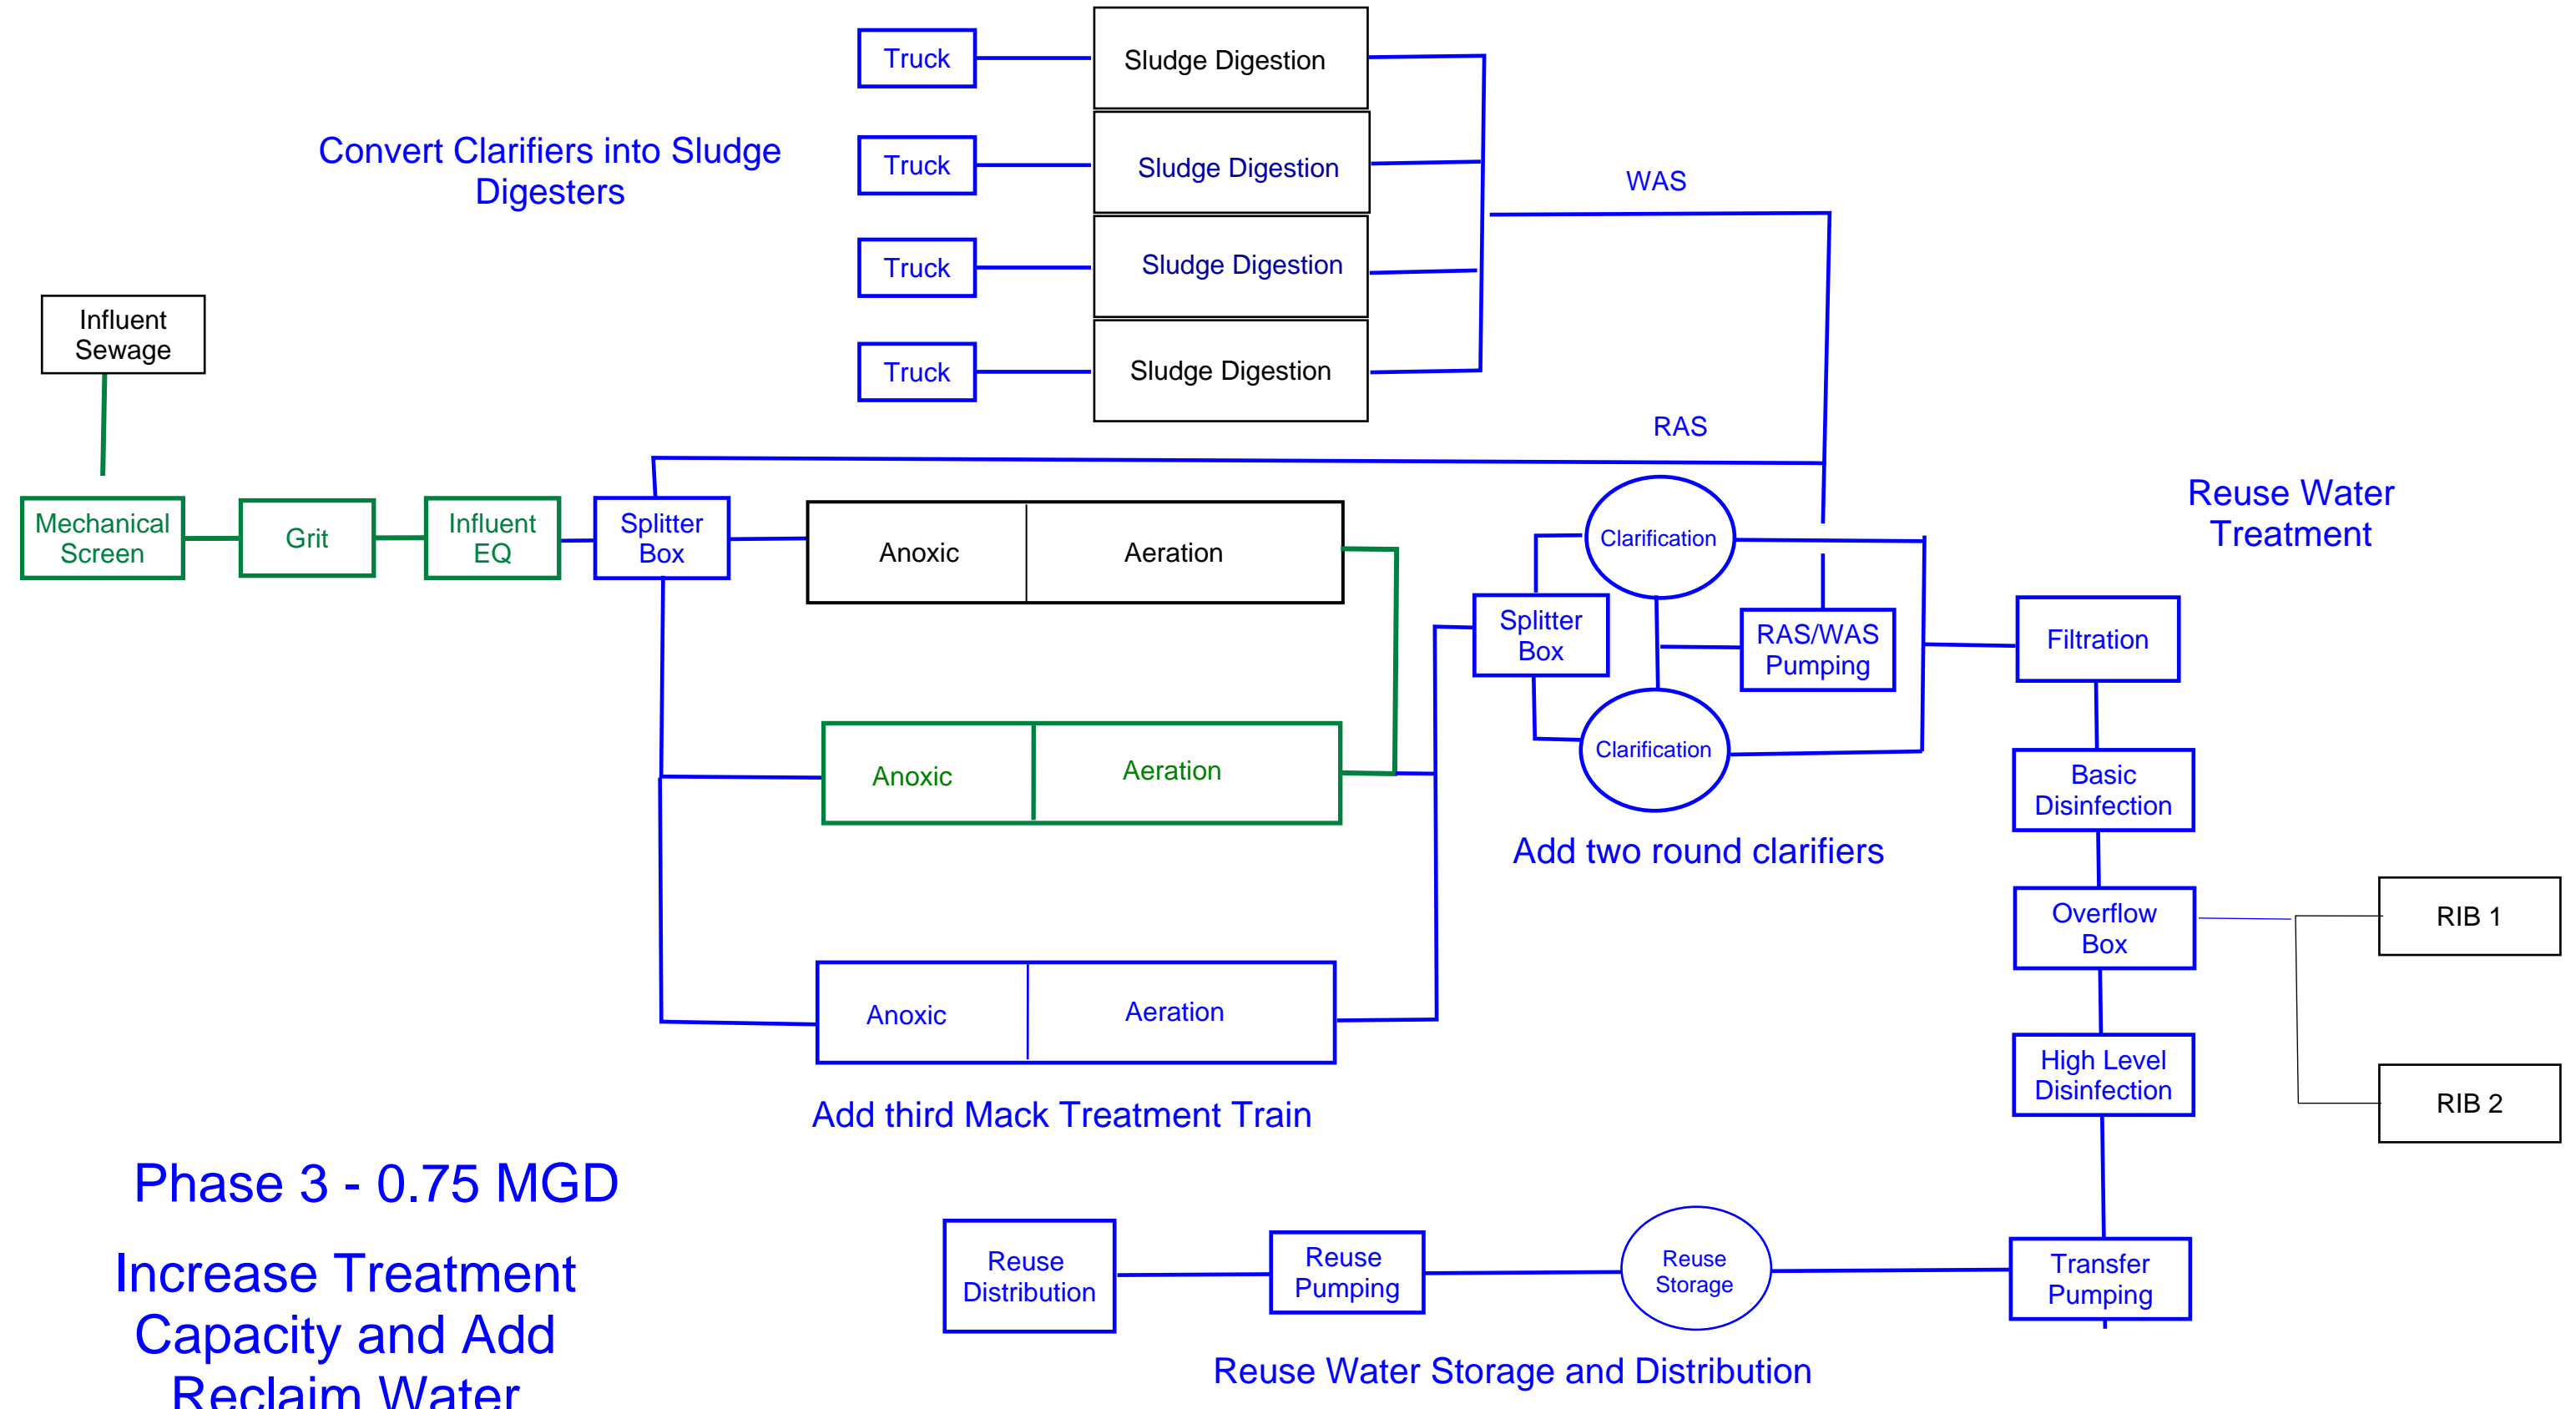 Truck
Sludge Digestion
Convert Clarifiers into Sludge
Digesters
Truck
Sludge Digestion
WAS
Truck
Sludge Digestion
Influent
Sewage
Truck
Sludge Digestion
RAS
Mechanical
Screen
Grit
Influent
EQ
Splitter
Box
Anoxic
Aeration
Clarification
Reuse Water
Treatment
Splitter
Box
RAS/WAS
Pumping
Filtration
Anoxic
Aeration
Clarification
Basic
Disinfection
Add two round clarifiers
Overflow
Box
RIB 1
Anoxic
Aeration
High Level
Disinfection
RIB 2
Add third Mack Treatment Train
Phase 3 - 0.75 MGD
Increase Treatment
Capacity and Add
Reclaim Water
Reuse
Distribution
Reuse
Pumping
Reuse
Storage
Transfer
Pumping
Reuse Water Storage and Distribution